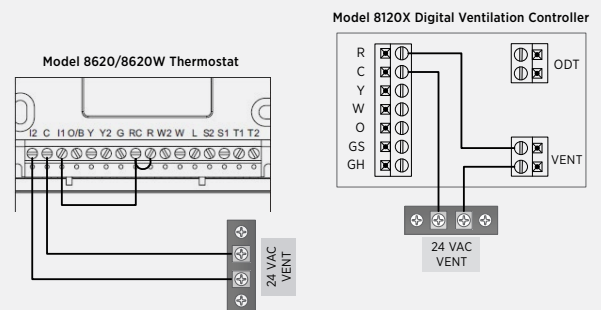 Model 8120X Digital Ventilation Controller
Model 8620/8620W Thermostat
I2 C I1 O/B Y Y2 G RC R W2 W L S2 S1 T1 T2
24 VAC
VENT
R
C
Y
W
O
GS
GH
ODT
VENT
24 VAC
VENT